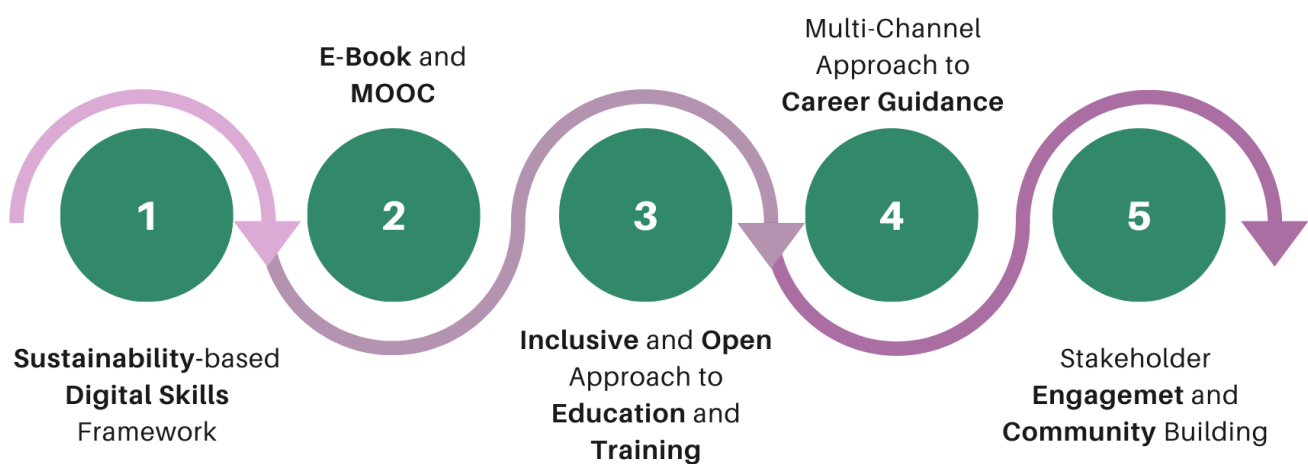 1
Sustainability-based
Digital Skills
Framework
E-Book and
MOOC
2
3
Inclusive and Open
Approach to
Education and
Training
Multi-Channel
Approach to
Career Guidance
4
5
Stakeholder
Engagemet and
Community Building